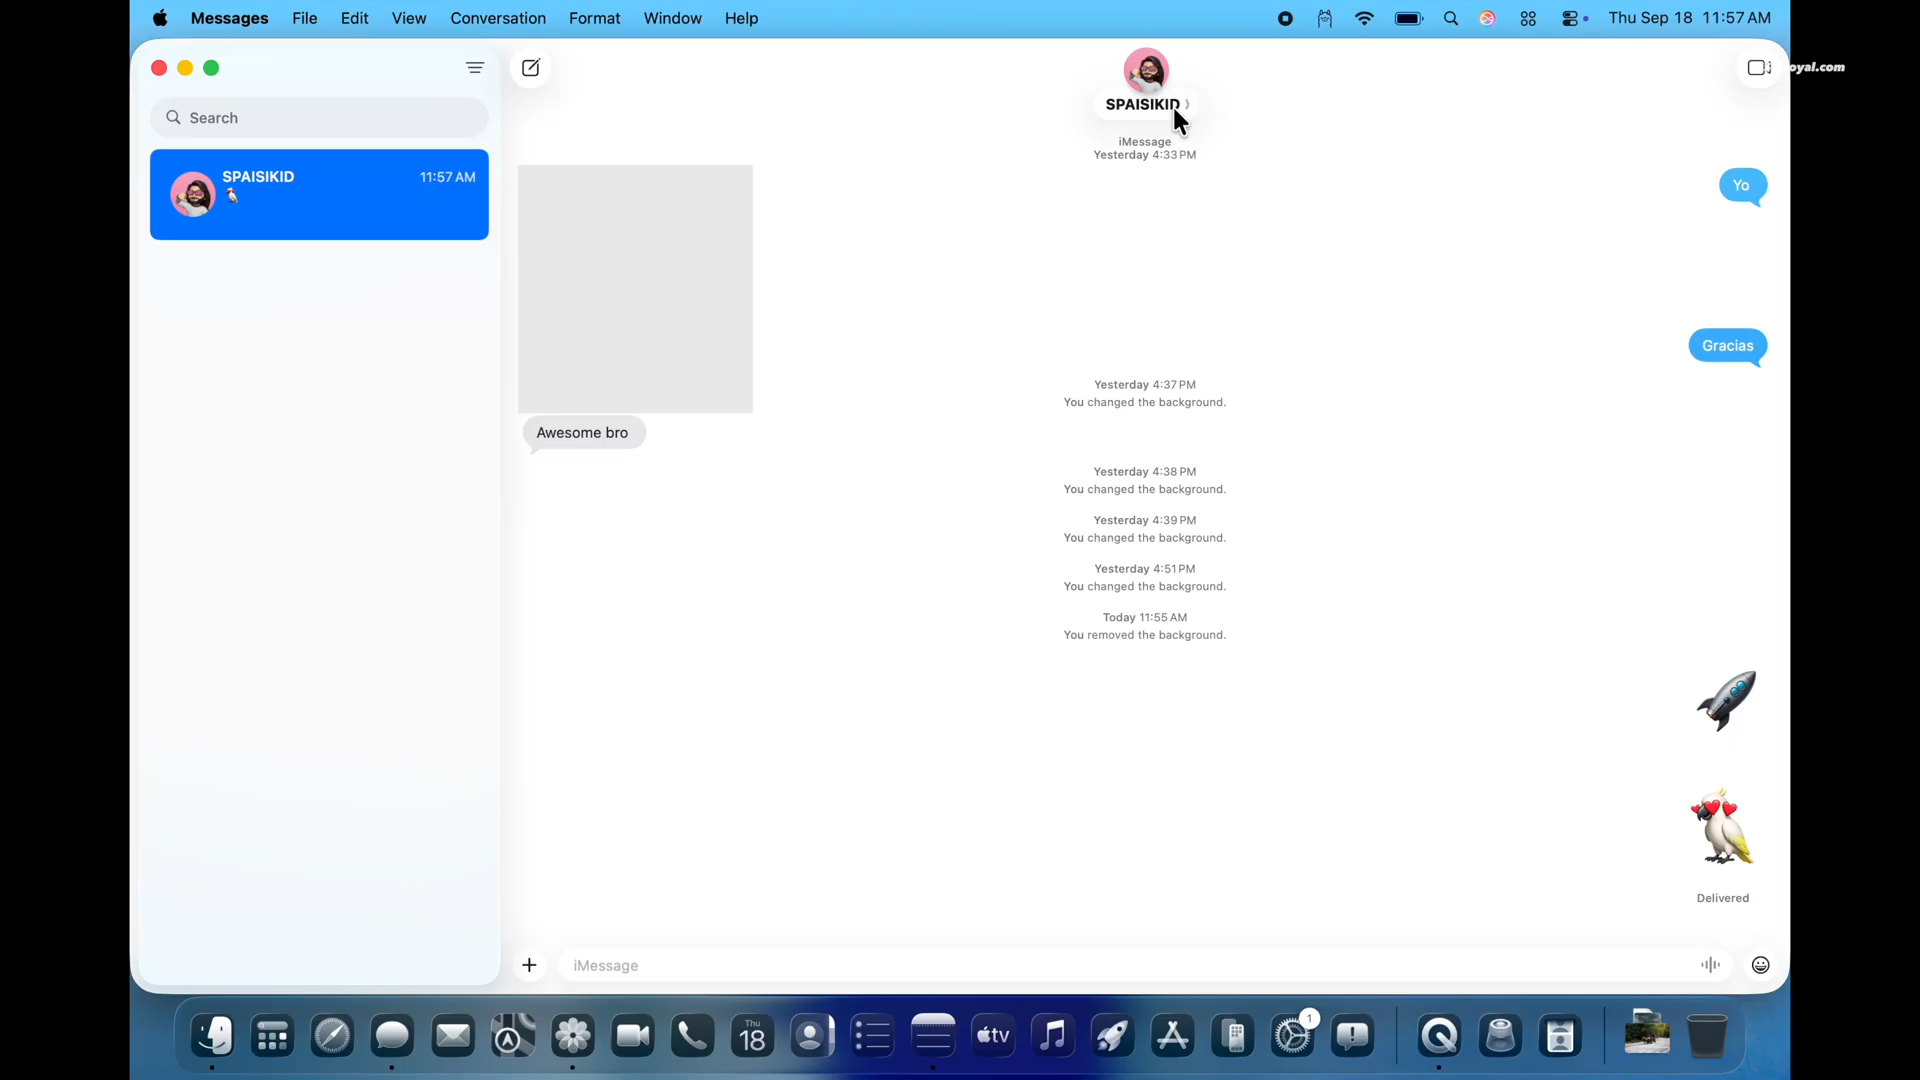 Messages File Edit View Conversation Format Window Help
Thu Sep 18 11:57 AM
Search
SPAISIKID 11:57 AM
SPAISIKID
oyal.com
iMessage
Yesterday 4:33 PM
Yo
Gracias
Yesterday 4:37 PM
You changed the background.
Awesome bro
Yesterday 4:38 PM
You changed the background.
Yesterday 4:39 PM
You changed the background.
Yesterday 4:51 PM
You changed the background.
Today 11:55 AM
You removed the background.
Delivered
iMessage
Thu
18
tv
1